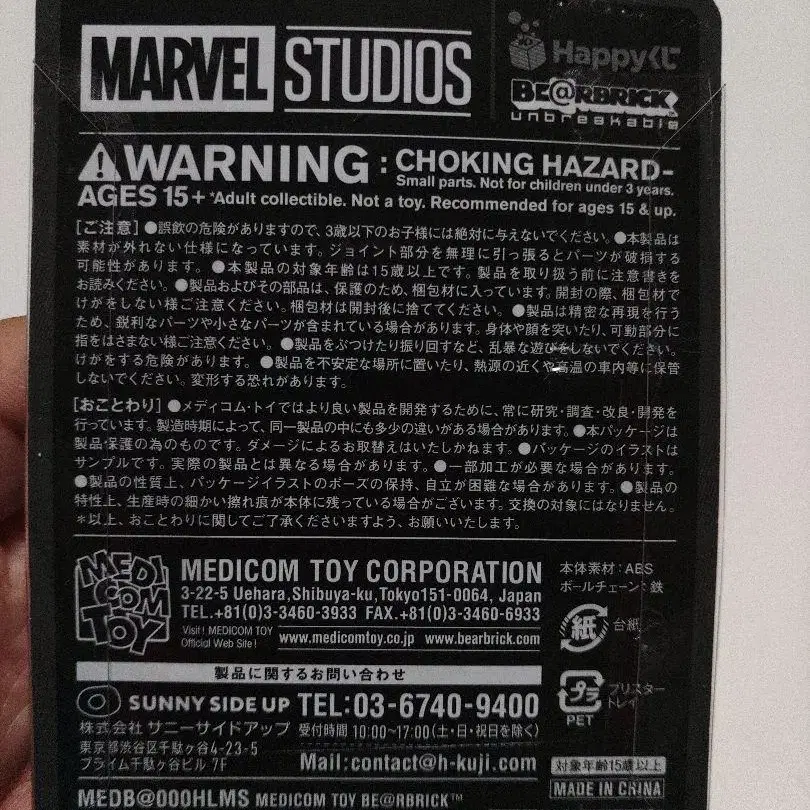 MARVEL STUDIOS
Happyくじ
BE@RBRICK
unbreakable
WARNING : CHOKING HAZARD-
Small parts. Not for children under 3 years.
AGES 15+ *Adult collectible. Not a toy. Recommended for ages 15 & up.
[ご注意] ●誤飲の危険がありますので、3歳以下のお子様には絶対に与えないでください。●本製品は
素材が外れない仕様になっています。ジョイント部分を無理に引っ張るとパーツが破損する
可能性があります。●本製品の対象年齢は15歳以上です。製品を取り扱う前に注意書きを
お読みください。●製品およびその部品は、保護のため、梱包材に入っています。開封の際、梱包材で
けがをしない様ご注意ください。梱包材は開封後に捨ててください。●製品は精密な再現を行う
ため、鋭利なパーツや小さなパーツが含まれている場合があります。身体や顔を突いたり、可動部分に
指をはさまない様ご注意ください。●製品をぶつけたり振り回すなど、乱暴な遊びをしないでください。
けがをする危険があります。●製品を不安定な場所に置いたり、熱源の近くや高温の車内等に保管
しないでください。変形する恐れがあります。
[おことわり] ●メディコム・トイではより良い製品を開発するために、常に研究・調査・改良・開発を
行っています。製造時期によって、同一製品の中にも多少の違いがある場合があります。●本パッケージは
製品保護の為のものです。ダメージによるお取替えはいたしかねます。●パッケージのイラストは
サンプルです。実際の製品とは異なる場合があります。●一部加工が必要な場合があります。
●製品の性質上、パッケージイラストのポーズの保持、自立が困難な場合があります。●製品の
特性上、生産時の細かい擦れ痕が本体に残っている場合がございます。交換の対象にはなりません。
*以上、おことわりに関してご了承くださいますよう、お願いいたします。
MEDICOM TOY
MEDICOM TOY CORPORATION
3-22-5 Uehara,Shibuya-ku,Tokyo151-0064, Japan
TEL.+81(0)3-3460-3933 FAX.+81(0)3-3460-6933
Visit! MEDICOM TOY
Official Web Site!
www.medicomtoy.co.jp www.bearbrick.com
本体素材:ABS
ボールチェーン:鉄
紙 台紙
プラ ブリスター
トレイ
PET
製品に関するお問い合わせ
SUNNY SIDE UP TEL:03-6740-9400
株式会社 サニーサイドアップ 受付時間 10:00~17:00(土・日・祝日を除く)
東京都渋谷区千駄ヶ谷4-23-5
プライム千駄ヶ谷ビル 7F
Mail:contact@h-kuji.com
対象年齢15歳以上
MADE IN CHINA
MEDB@000HLMS MEDICOM TOY BE@RBRICK™